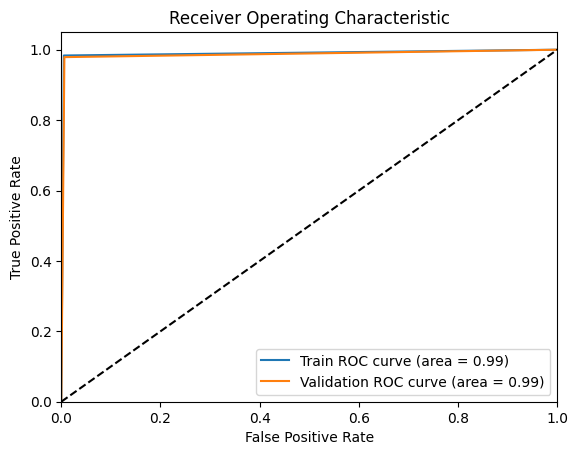 Receiver Operating Characteristic
1.0
0.8
0.6
0.4
0.2
0.0
True Positive Rate
Train ROC curve (area = 0.99)
Validation ROC curve (area = 0.99)
0.0 0.2 0.4 0.6 0.8 1.0
False Positive Rate